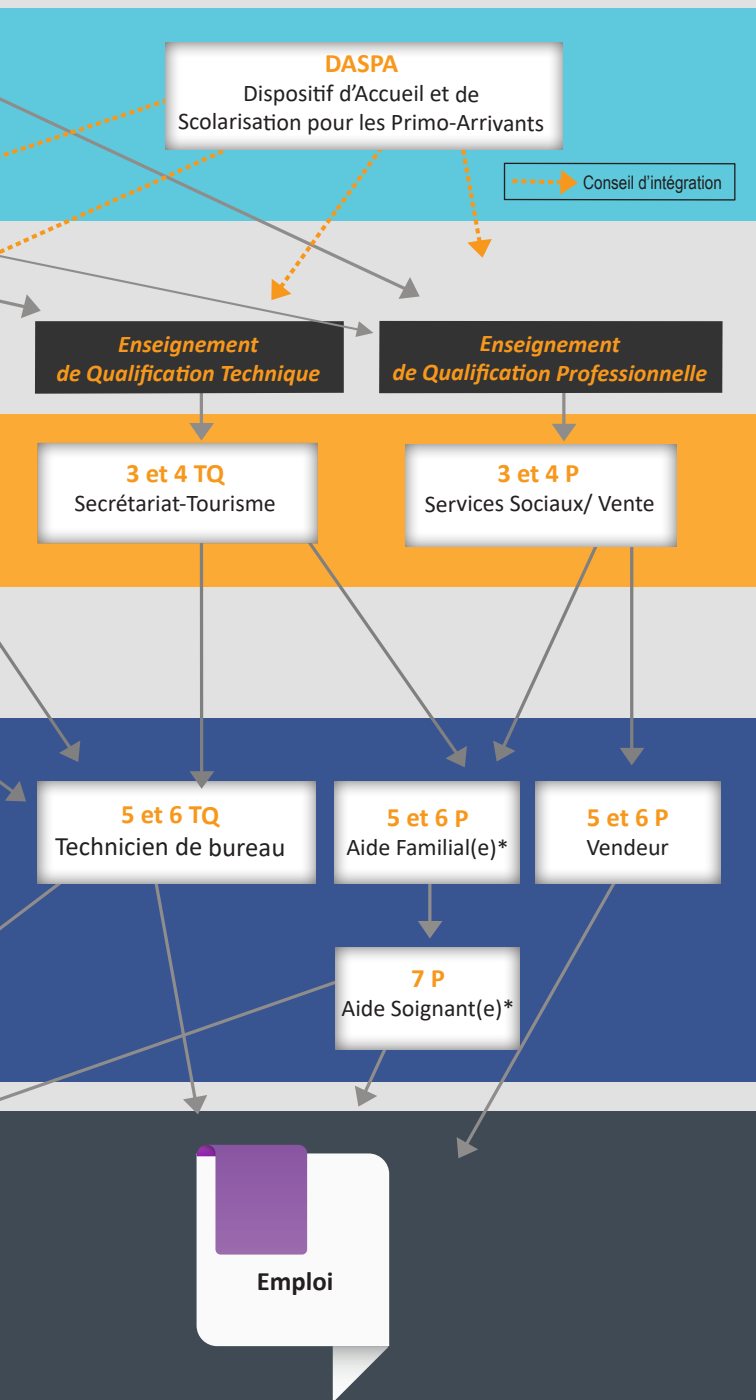 DASPA
Dispositif d'Accueil et de
Scolarisation pour les Primo-Arrivants
Conseil d'intégration
Enseignement
de Qualification Technique
Enseignement
de Qualification Professionnelle
3 et 4 TQ
Secrétariat-Tourisme
3 et 4 P
Services Sociaux/ Vente
5 et 6 TQ
Technicien de bureau
5 et 6 P
Aide Familial(e)*
5 et 6 P
Vendeur
7 P
Aide Soignant(e)*
Emploi